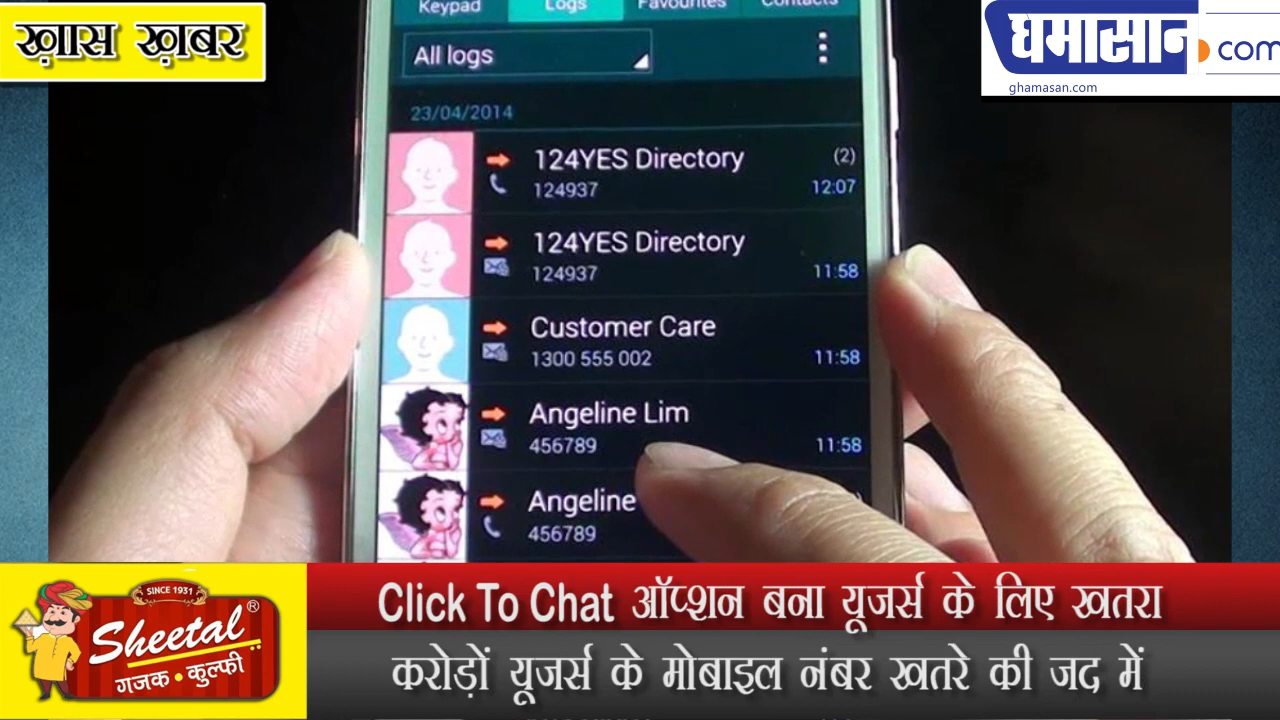 ख़ास ख़बर
घमासान.com
ghamasan.com
Keypad Logs Favourites Contacts
All logs
23/04/2014
124YES Directory (2)
124937 12:07
124YES Directory
124937 11:58
Customer Care
1300 555 002 11:58
Angeline Lim
456789 11:58
Angeline
456789
SINCE 1931
Sheetal®
गजक • कुल्फी
Click To Chat ऑप्शन बना यूजर्स के लिए खतरा
करोड़ों यूजर्स के मोबाइल नंबर खतरे की जद में